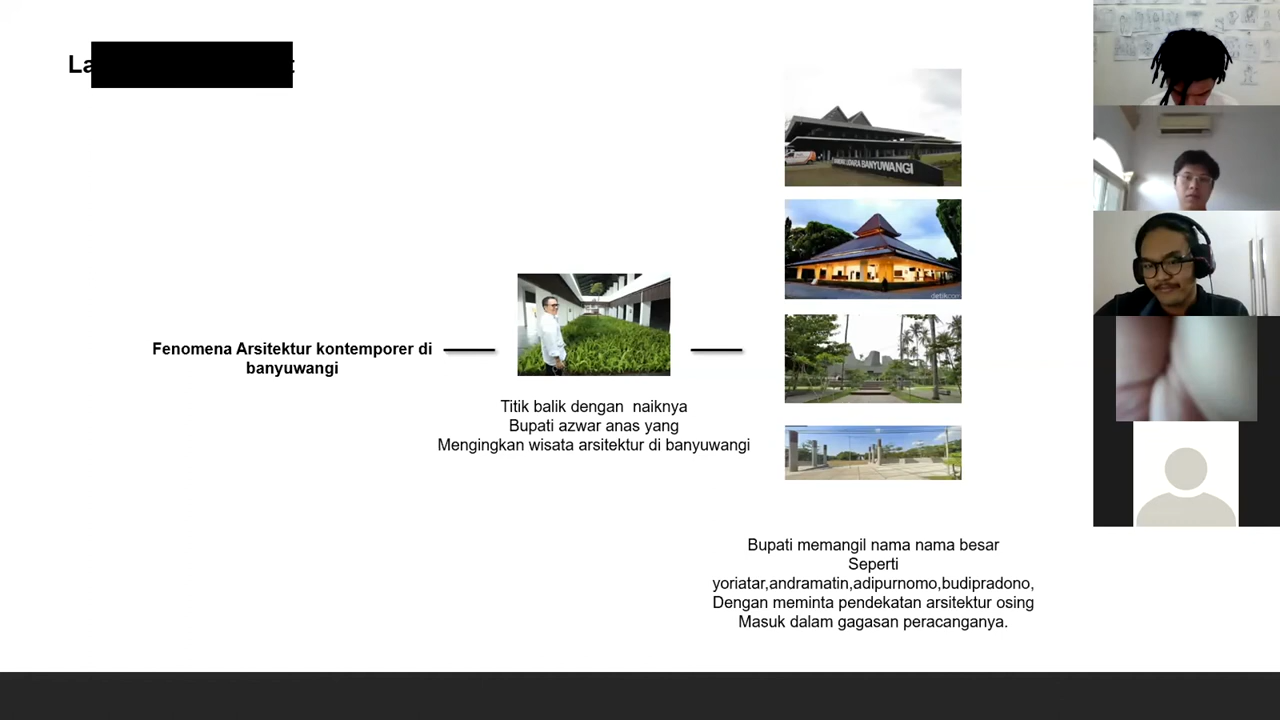 Fenomena Arsitektur kontemporer di
banyuwangi
Titik balik dengan naiknya
Bupati azwar anas yang
Mengingkan wisata arsitektur di banyuwangi
UDARA BANYUWANGI
detikcom
Bupati memangil nama nama besar
Seperti
yoriatar,andramatin,adipurnomo,budipradono,
Dengan meminta pendekatan arsitektur osing
Masuk dalam gagasan peracanganya.